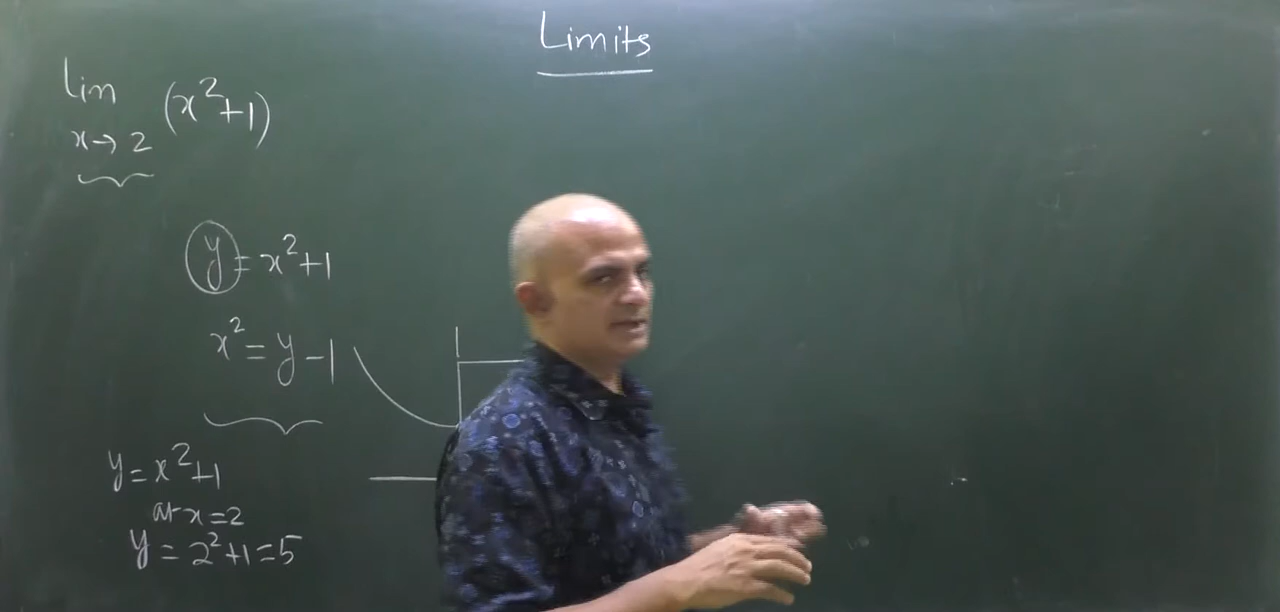 Limits
Lim (x²+1)
x→2
y = x²+1
x² = y-1
y = x²+1
at x=2
y = 2²+1=5